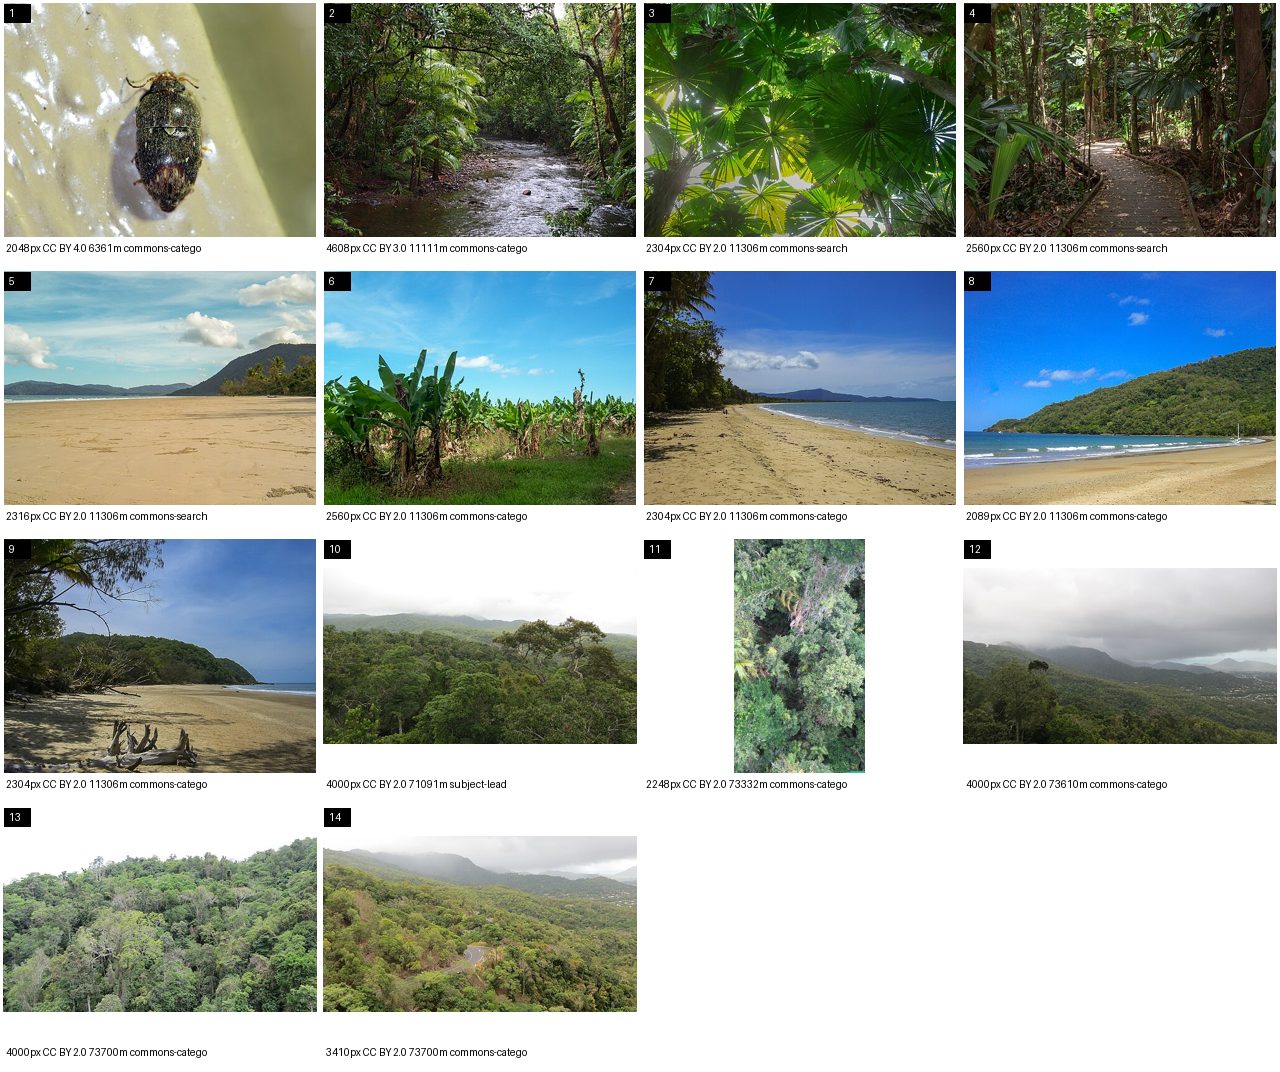 1
2
3
4
2048px CC BY 4.0 6361m commons-catego
4608px CC BY 3.0 11111m commons-catego
2304px CC BY 2.0 11306m commons-search
2560px CC BY 2.0 11306m commons-search
5
6
7
8
2316px CC BY 2.0 11306m commons-search
2560px CC BY 2.0 11306m commons-catego
2304px CC BY 2.0 11306m commons-catego
2089px CC BY 2.0 11306m commons-catego
9
10
11
12
2304px CC BY 2.0 11306m commons-catego
4000px CC BY 2.0 71091m subject-lead
2248px CC BY 2.0 73332m commons-catego
4000px CC BY 2.0 73610m commons-catego
13
14
4000px CC BY 2.0 73700m commons-catego
3410px CC BY 2.0 73700m commons-catego